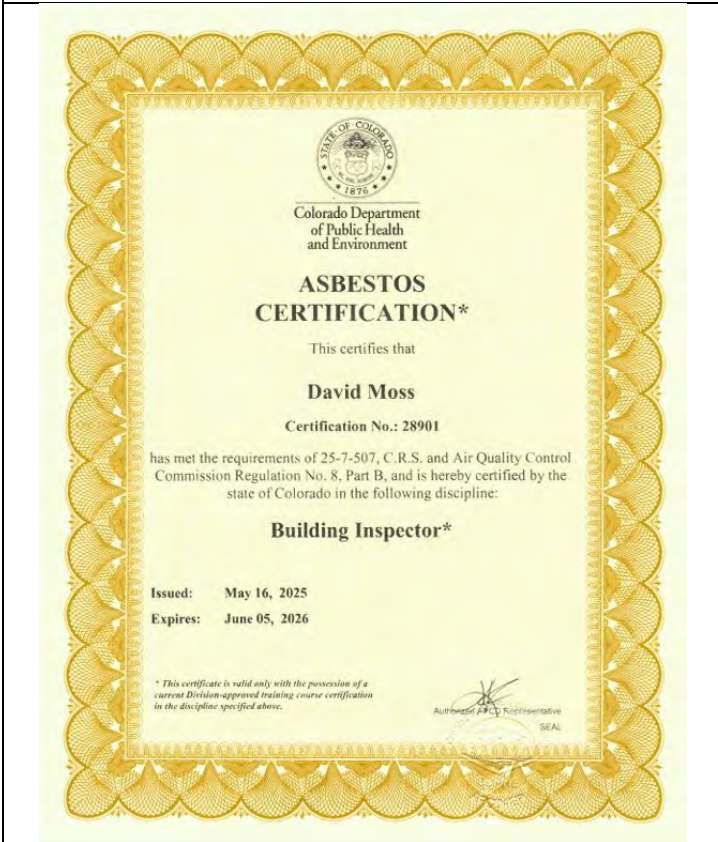 STATE OF COLORADO
1876
Colorado Department
of Public Health
and Environment
ASBESTOS
CERTIFICATION*
This certifies that
David Moss
Certification No.: 28901
has met the requirements of 25-7-507, C.R.S. and Air Quality Control
Commission Regulation No. 8, Part B, and is hereby certified by the
state of Colorado in the following discipline:
Building Inspector*
Issued: May 16, 2025
Expires: June 05, 2026
* This certificate is valid only with the possession of a
current Division-approved training course certification
in the discipline specified above.
Authorized APCD Representative
SEAL